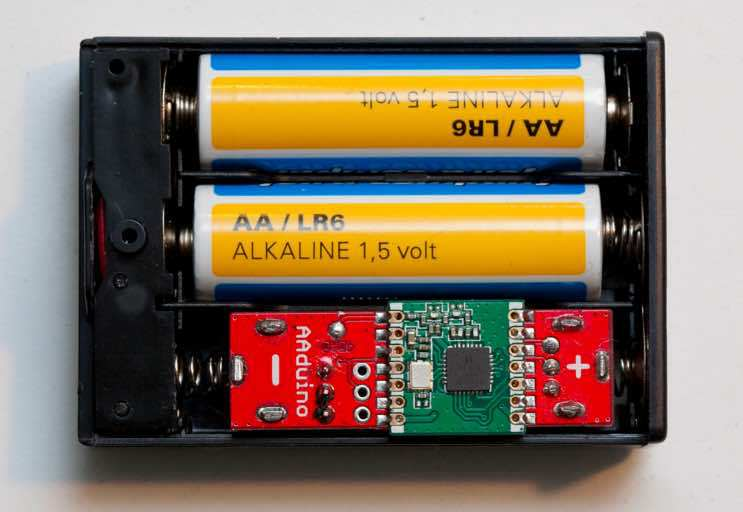 ALKALINE 1,5 volt
AA / LR6
AA / LR6
ALKALINE 1,5 volt
AAduino
- +